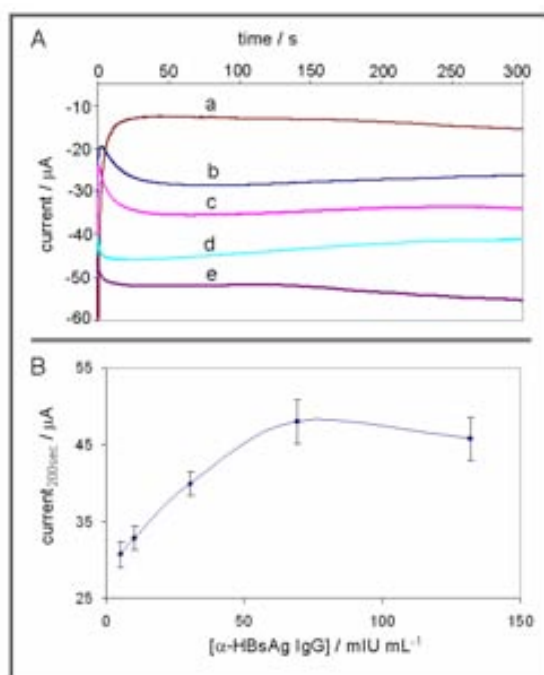 A
time / s
0 50 100 150 200 250 300
-10
-20
-30
-40
-50
-60
current / µA
a
b
c
d
e
B
55
45
35
25
current200sec / µA
0 50 100 150
[α-HBsAg IgG] / mIU mL⁻¹